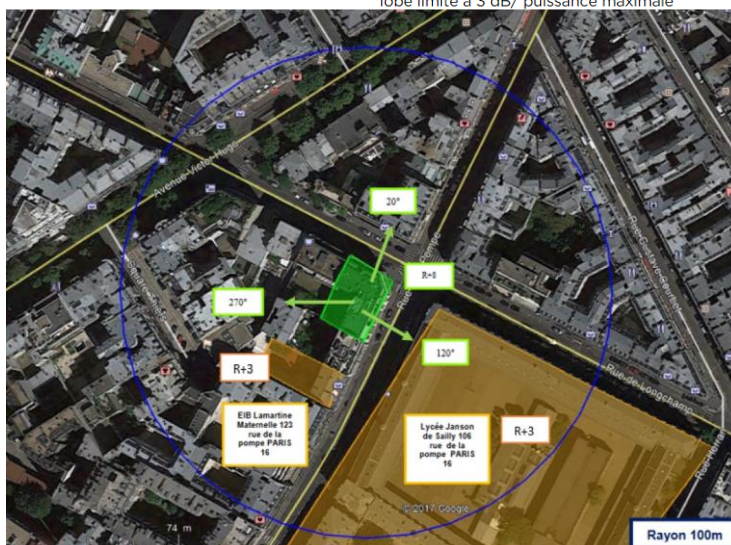 lobe limité à 3 dB/ puissance maximale
Avenue Victor Hugo
20°
Rue Gustave
R+8
270°
120°
R+3
Rue de Longchamp
EIB Lamartine
Maternelle 123
rue de la
pompe PARIS
16
Lycée Janson
de Sailly 106
rue de la
pompe PARIS
16
R+3
© 2017 Google
74 m
Rayon 100m